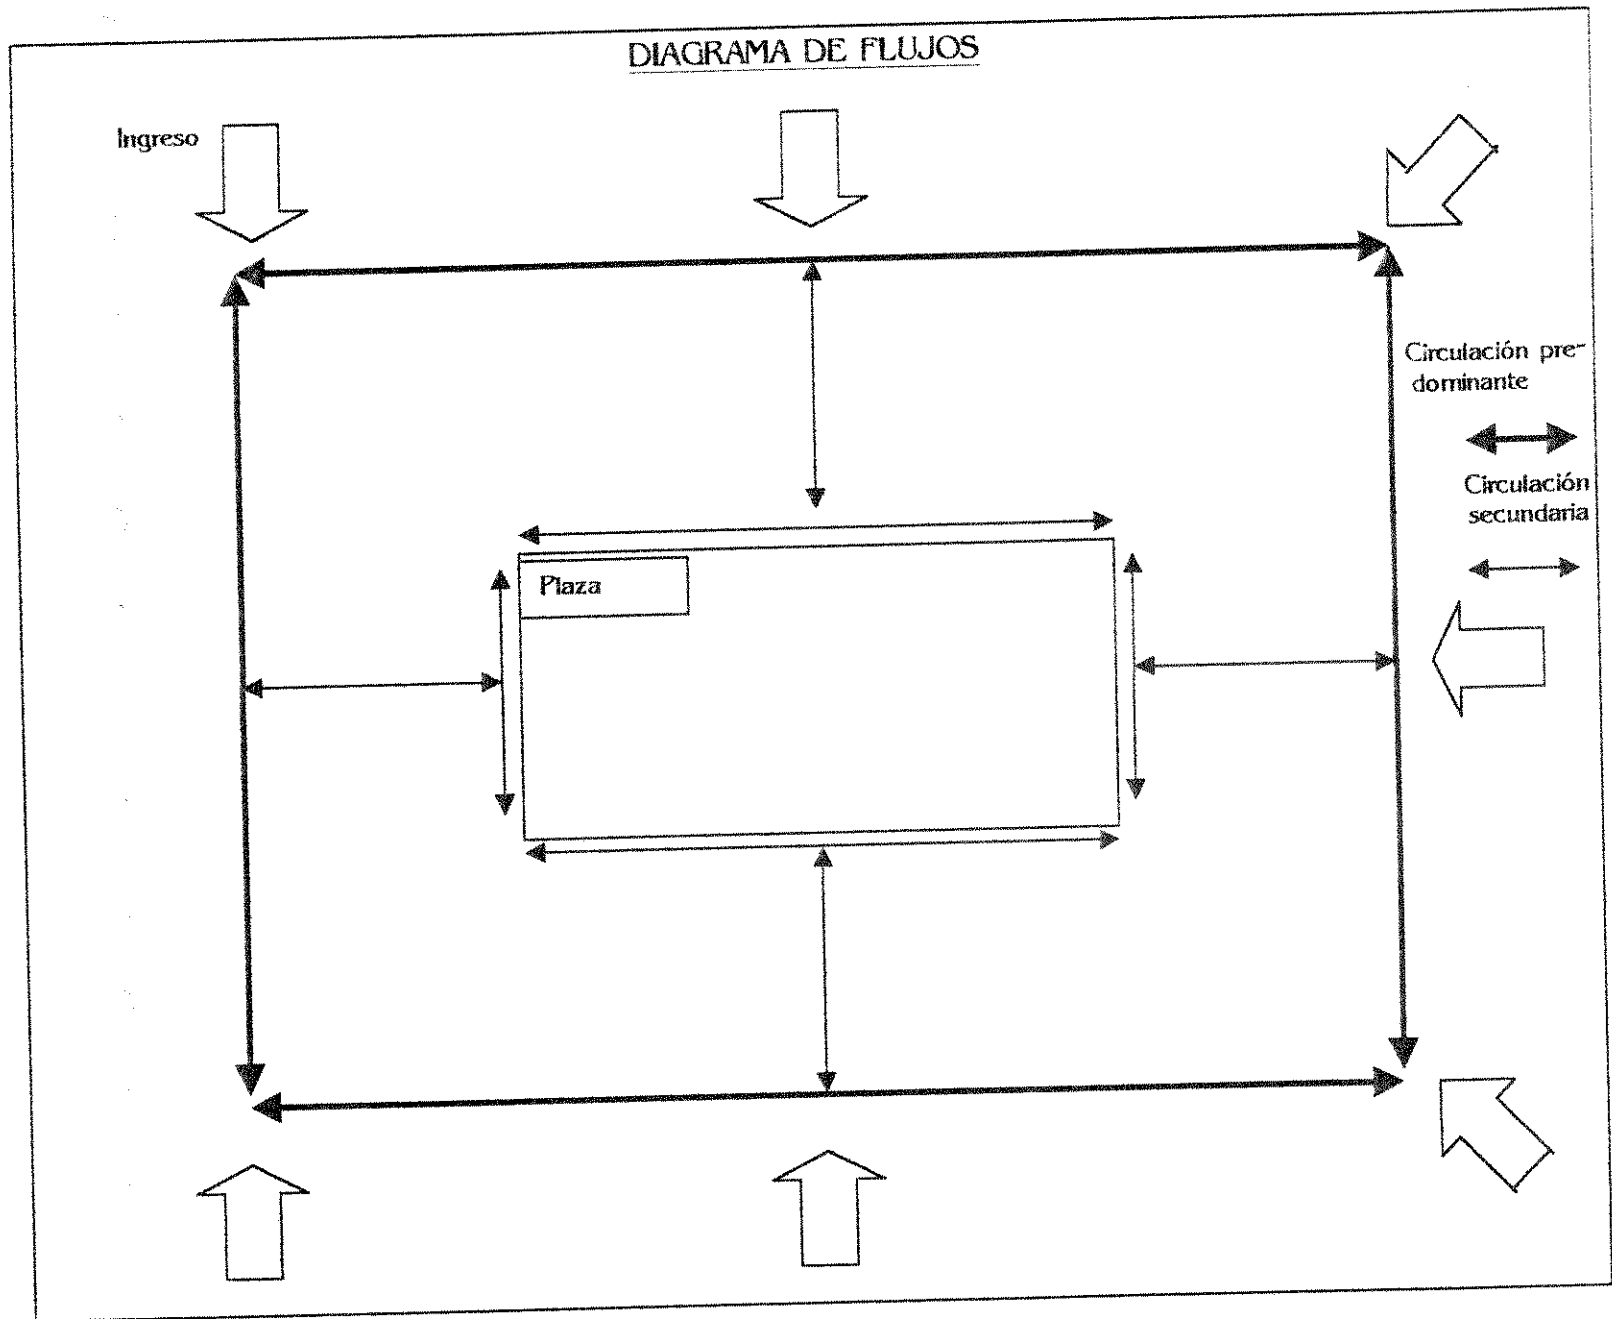 DIAGRAMA DE FLUJOS
Ingreso
Circulación pre-
dominante
Circulación
secundaria
Plaza